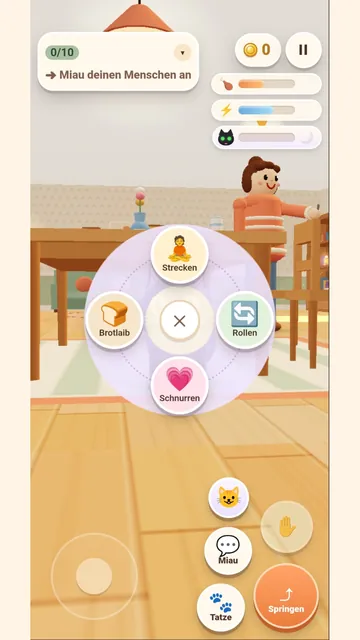 0/10
0
➔ Miau deinen Menschen an
Strecken
Brotlaib
Rollen
Schnurren
Miau
Tatze
Springen